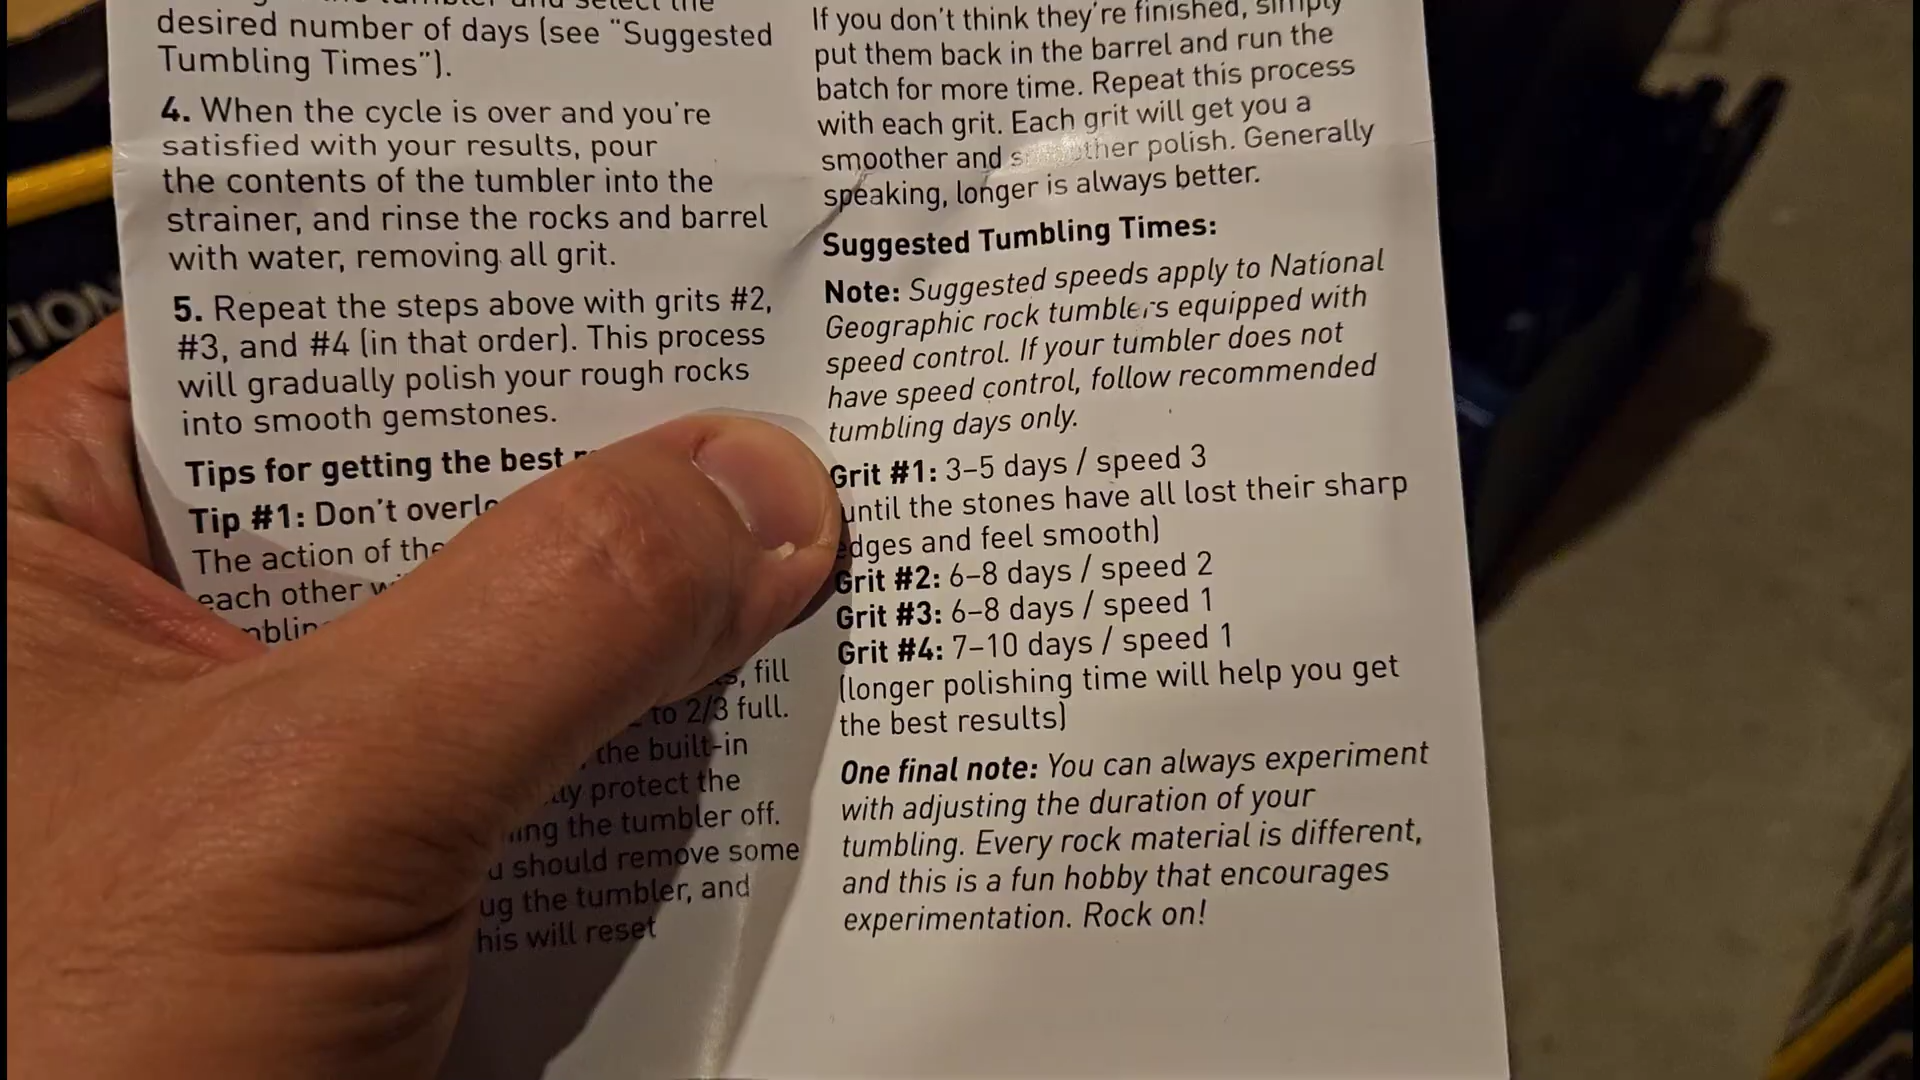 desired number of days (see "Suggested
Tumbling Times").
4. When the cycle is over and you're
satisfied with your results, pour
the contents of the tumbler into the
strainer, and rinse the rocks and barrel
with water, removing all grit.
5. Repeat the steps above with grits #2,
#3, and #4 (in that order). This process
will gradually polish your rough rocks
into smooth gemstones.
Tips for getting the best
Tip #1: Don't
The action of the
each other
fill
to 2/3 full.
the built-in
protect the
the tumbler off.
should remove some
the tumbler, and
his will reset
If you don't think they're finished, simply
put them back in the barrel and run the
batch for more time. Repeat this process
with each grit. Each grit will get you a
smoother and polish. Generally
speaking, longer is always better.
Suggested Tumbling Times:
Note: Suggested speeds apply to National
Geographic rock tumblers equipped with
speed control. If your tumbler does not
have speed control, follow recommended
tumbling days only.
Grit #1: 3–5 days / speed 3
until the stones have all lost their sharp
edges and feel smooth)
Grit #2: 6–8 days / speed 2
Grit #3: 6–8 days / speed 1
Grit #4: 7–10 days / speed 1
(longer polishing time will help you get
the best results)
One final note: You can always experiment
with adjusting the duration of your
tumbling. Every rock material is different,
and this is a fun hobby that encourages
experimentation. Rock on!